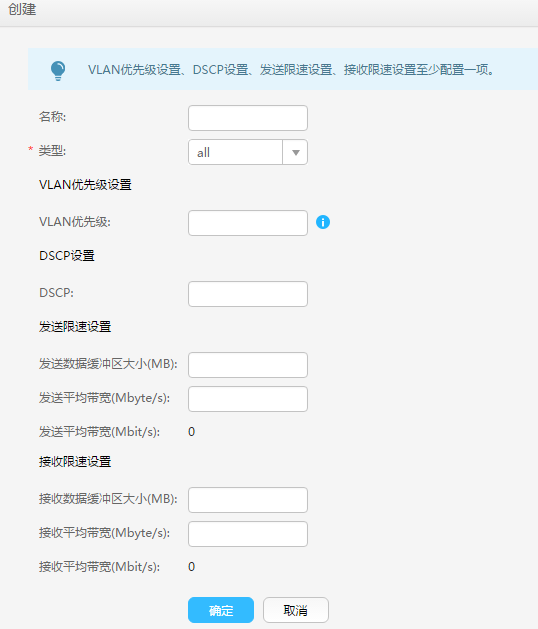 创建
VLAN优先级设置、DSCP设置、发送限速设置、接收限速设置至少配置一项。
名称:
* 类型: all
VLAN优先级设置
VLAN优先级:
DSCP设置
DSCP:
发送限速设置
发送数据缓冲区大小(MB):
发送平均带宽(Mbyte/s):
发送平均带宽(Mbit/s): 0
接收限速设置
接收数据缓冲区大小(MB):
接收平均带宽(Mbyte/s):
接收平均带宽(Mbit/s): 0
确定 取消